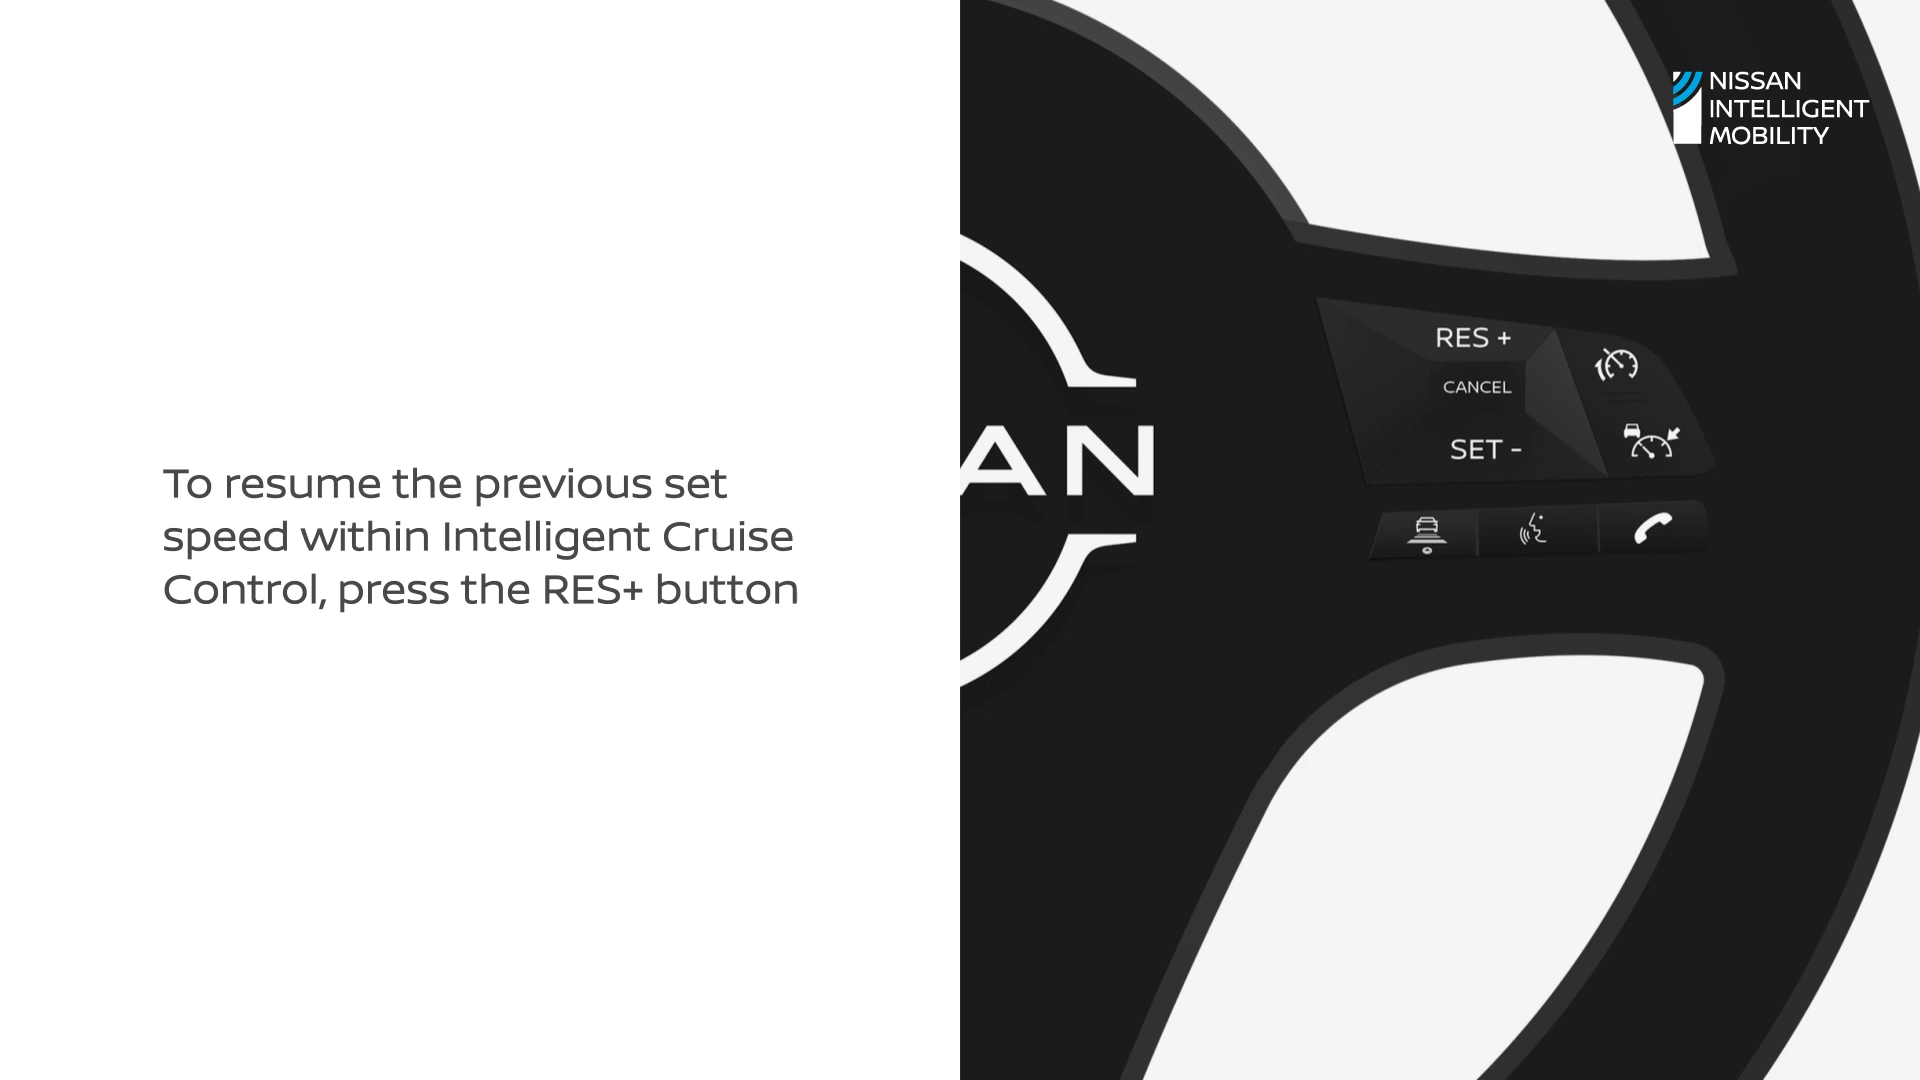 To resume the previous set
speed within Intelligent Cruise
Control, press the RES+ button
NISSAN
INTELLIGENT
MOBILITY
RES +
CANCEL
SET -
AN